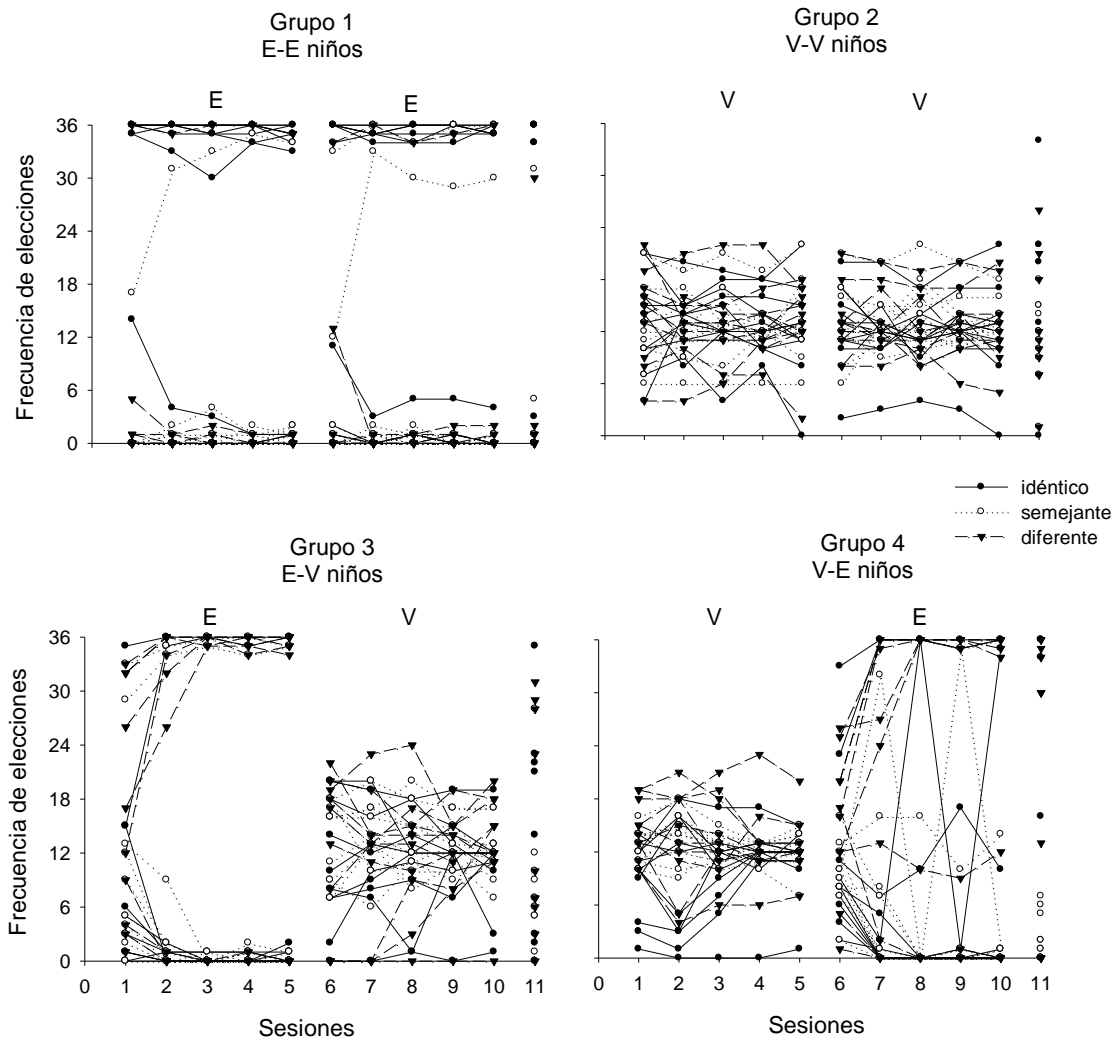 Grupo 1
E-E niños
E
E
36
30
24
18
12
6
0
Frecuencia de elecciones
Grupo 2
V-V niños
V
V
idéntico
semejante
diferente
Grupo 3
E-V niños
E
V
36
30
24
18
12
6
0
Frecuencia de elecciones
0 1 2 3 4 5 6 7 8 9 10 11
Sesiones
Grupo 4
V-E niños
V
E
0 1 2 3 4 5 6 7 8 9 10 11
Sesiones